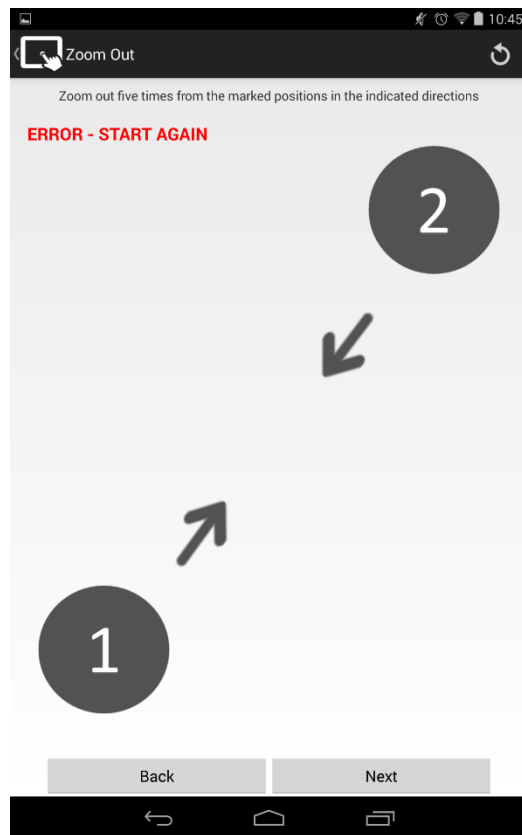 10:45
Zoom Out
Zoom out five times from the marked positions in the indicated directions
ERROR - START AGAIN
2
1
Back
Next